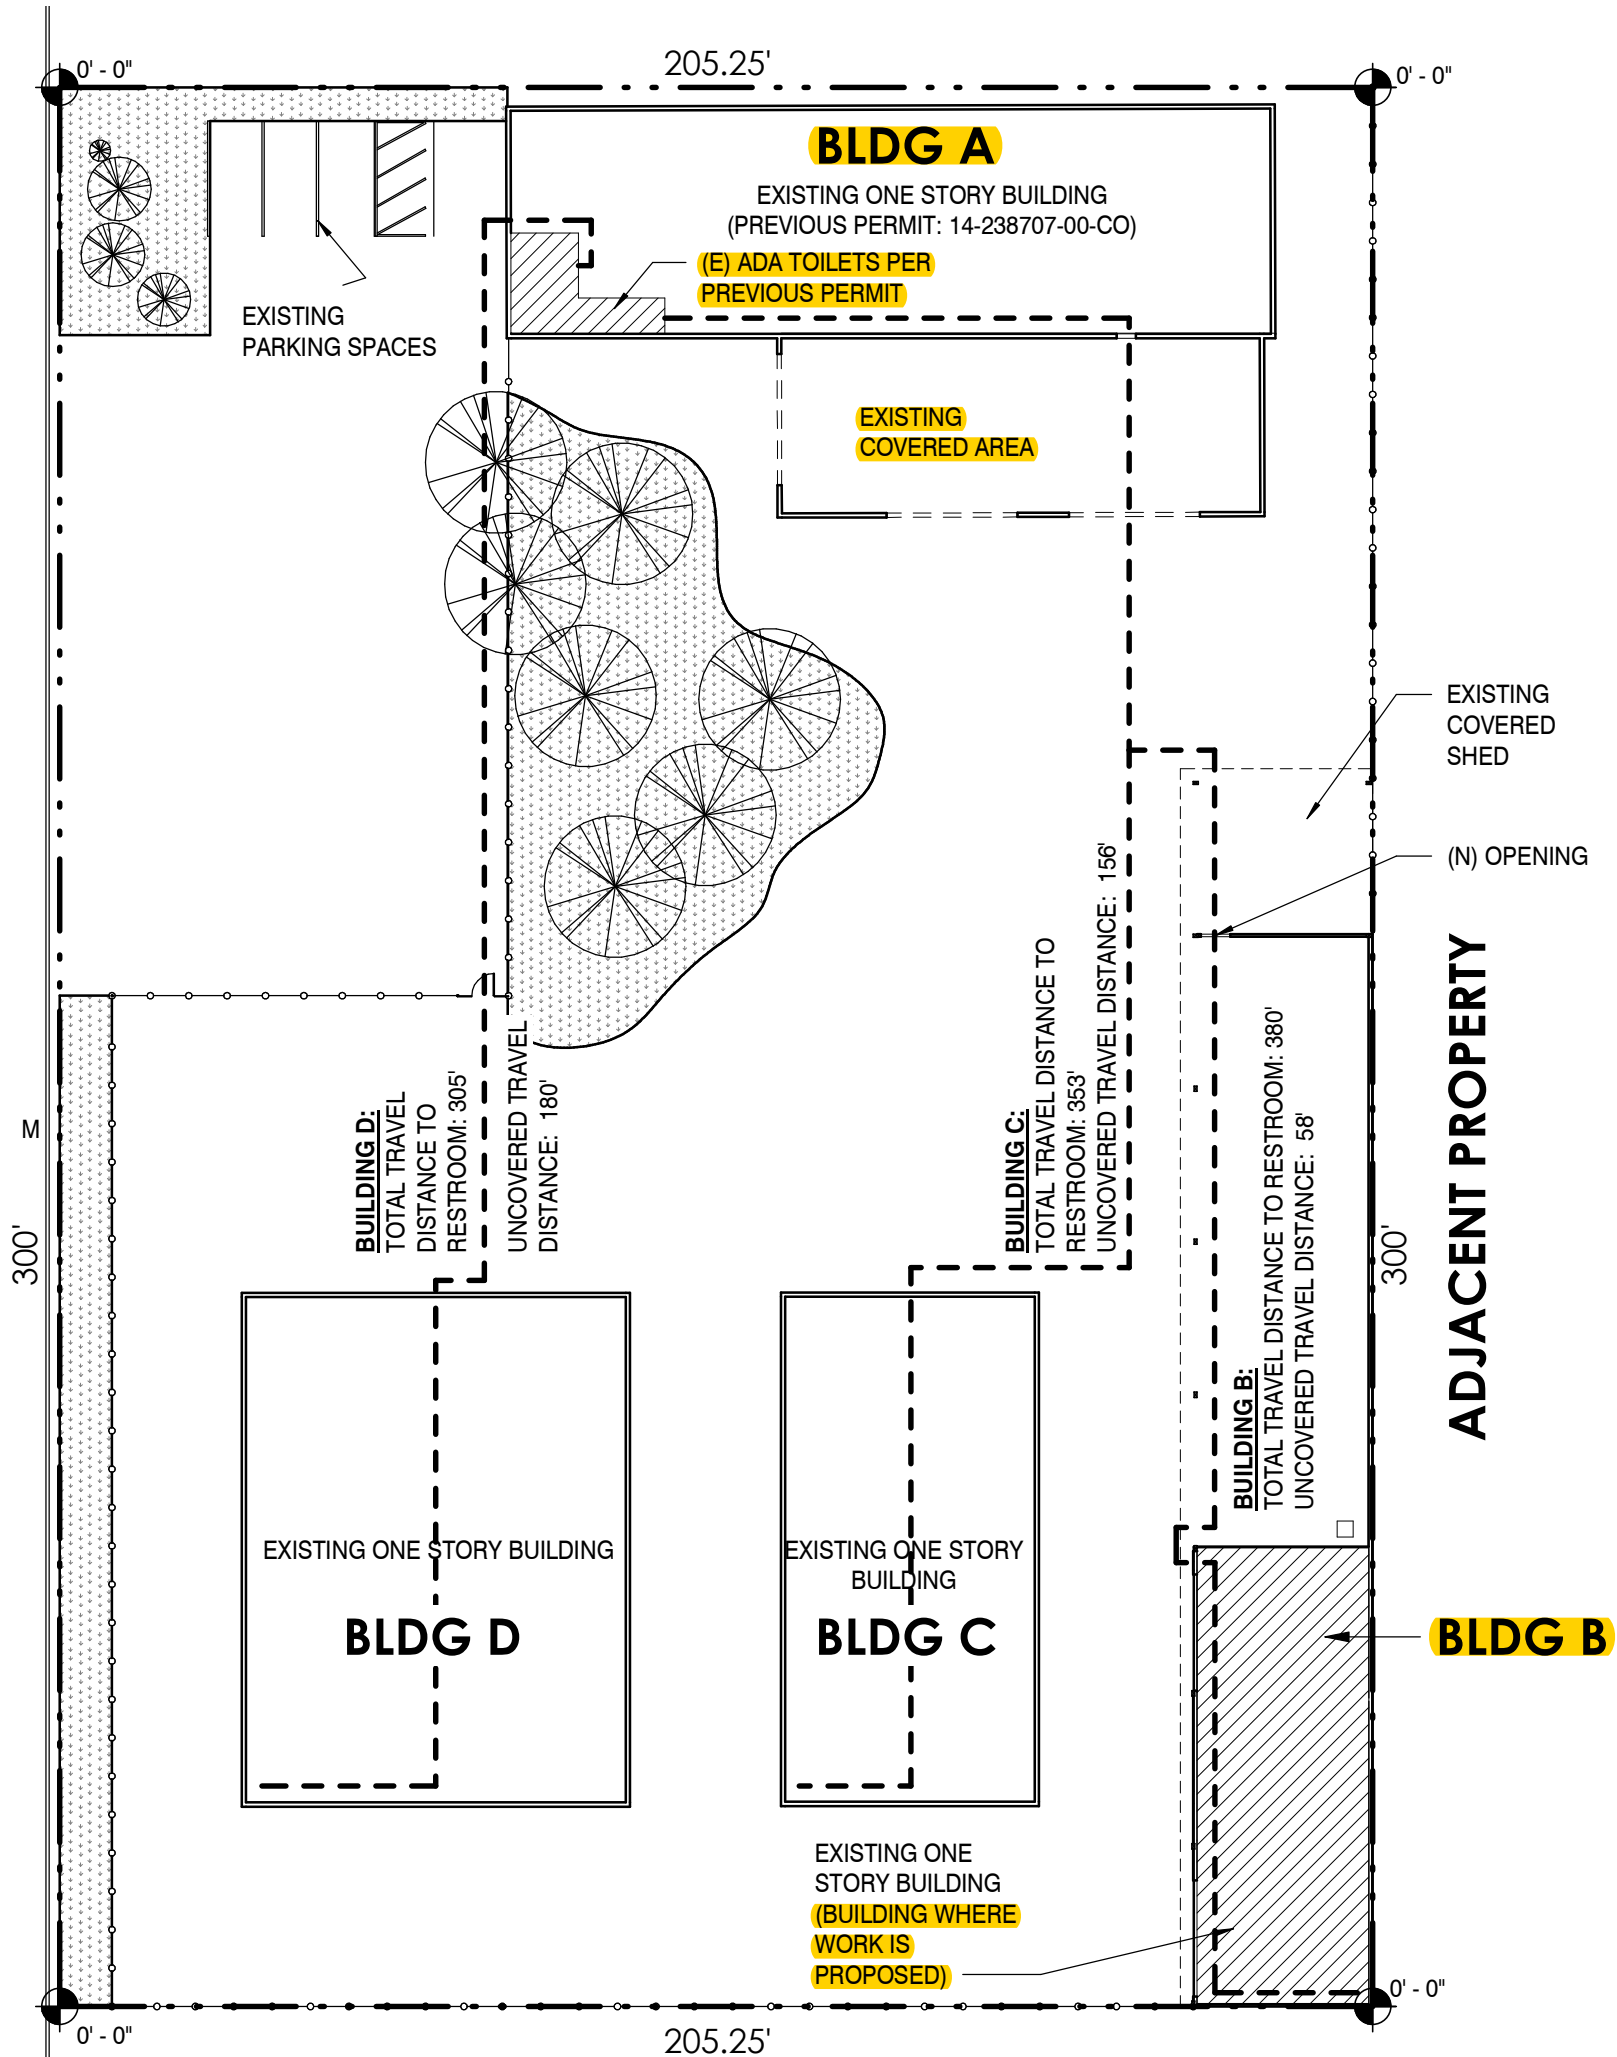 205.25'
0' - 0"
0' - 0"
BLDG A
EXISTING ONE STORY BUILDING
(PREVIOUS PERMIT: 14-238707-00-CO)
(E) ADA TOILETS PER
PREVIOUS PERMIT
EXISTING
PARKING SPACES
EXISTING
COVERED AREA
EXISTING
COVERED
SHED
(N) OPENING
ADJACENT PROPERTY
M
300'
300'
BUILDING D:
TOTAL TRAVEL
DISTANCE TO
RESTROOM: 305'
UNCOVERED TRAVEL
DISTANCE: 180'
BUILDING C:
TOTAL TRAVEL DISTANCE TO
RESTROOM: 353'
UNCOVERED TRAVEL DISTANCE: 156'
BUILDING B:
TOTAL TRAVEL DISTANCE TO RESTROOM: 380'
UNCOVERED TRAVEL DISTANCE: 58'
EXISTING ONE STORY BUILDING
BLDG D
EXISTING ONE STORY
BUILDING
BLDG C
BLDG B
EXISTING ONE
STORY BUILDING
(BUILDING WHERE
WORK IS
PROPOSED)
0' - 0"
0' - 0"
205.25'